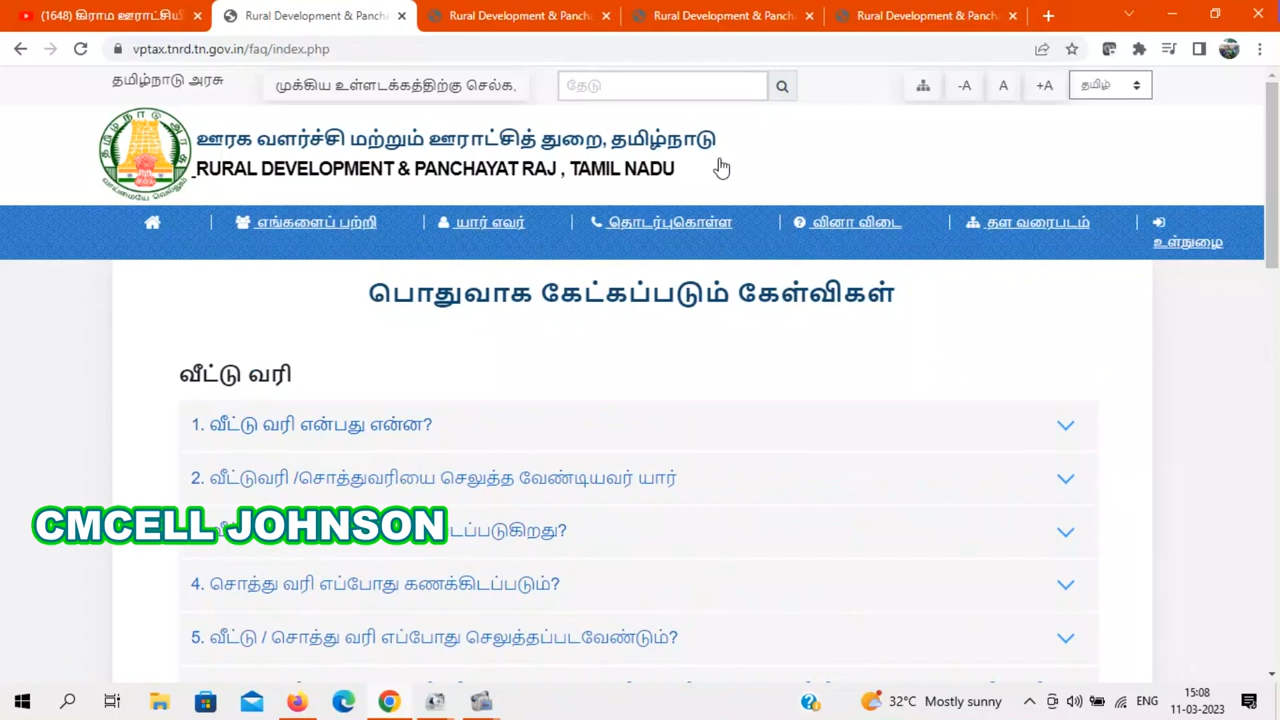 (1648) கிராம ஊராட்சியி
Rural Development & Pancha
Rural Development & Pancha
Rural Development & Pancha
Rural Development & Pancha
vptax.tnrd.tn.gov.in/faq/index.php
தமிழ்நாடு அரசு
முக்கிய உள்ளடக்கத்திற்கு செல்க,
தேடு
-A
A
+A
தமிழ்
ஊரக வளர்ச்சி மற்றும் ஊராட்சித் துறை, தமிழ்நாடு
RURAL DEVELOPMENT & PANCHAYAT RAJ , TAMIL NADU
எங்களைப் பற்றி
யார் எவர்
தொடர்புகொள்ள
வினா விடை
தள வரைபடம்
உள்நுழை
பொதுவாக கேட்கப்படும் கேள்விகள்
வீட்டு வரி
1. வீட்டு வரி என்பது என்ன?
2. வீட்டுவரி /சொத்துவரியை செலுத்த வேண்டியவர் யார்
CMCELL JOHNSON
டப்படுகிறது?
4. சொத்து வரி எப்போது கணக்கிடப்படும்?
5. வீட்டு / சொத்து வரி எப்போது செலுத்தப்படவேண்டும்?
32°C Mostly sunny
ENG
15:08
11-03-2023